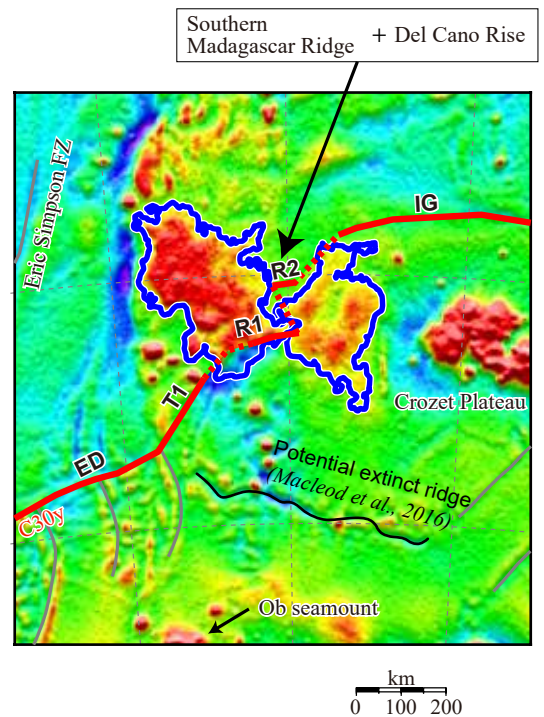 Southern
Madagascar Ridge
+ Del Cano Rise
Eric Simpson FZ
IG
R2
R1
T1
Crozet Plateau
ED
Potential extinct ridge
(Macleod et al., 2016)
C30y
Ob seamount
km
0 100 200